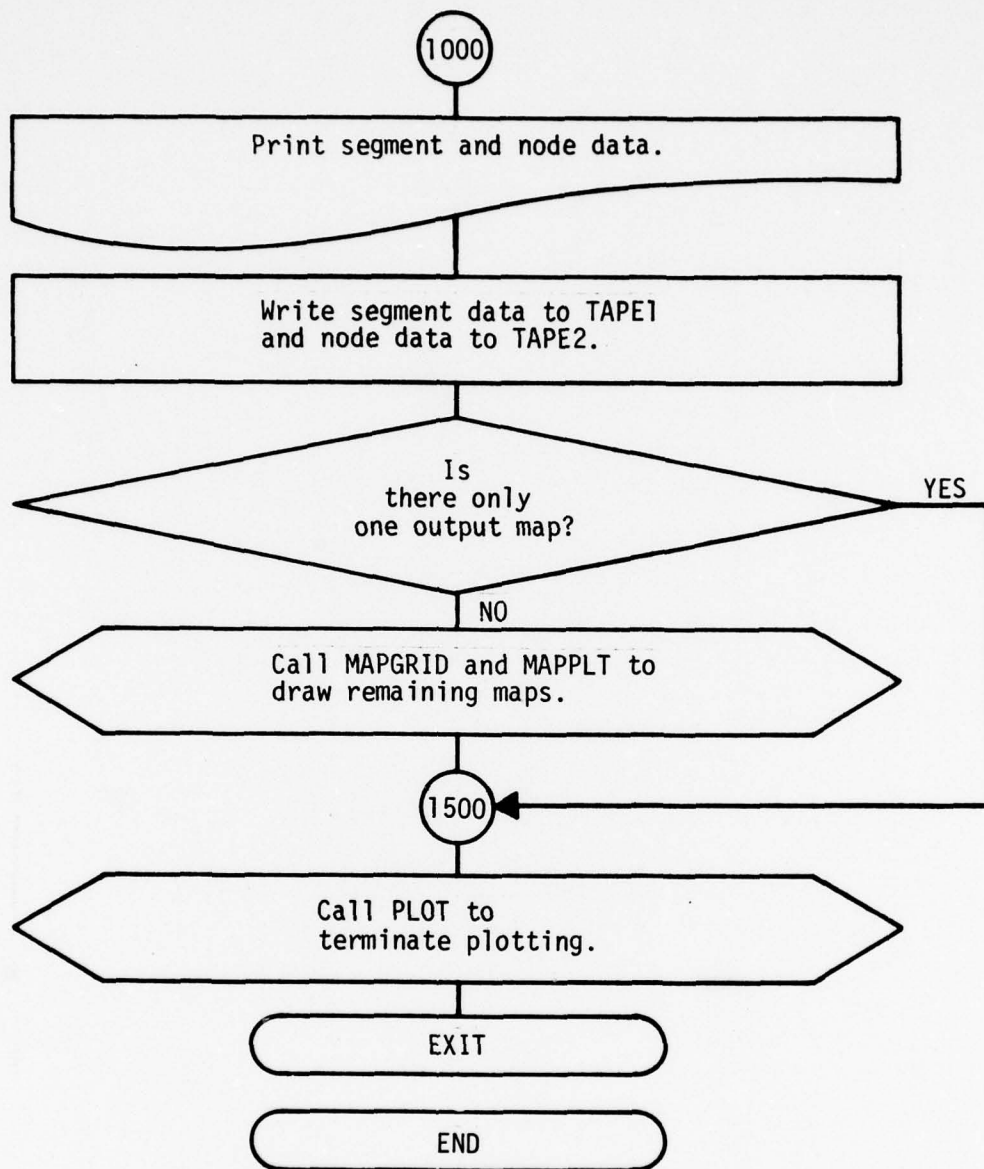 1000
Print segment and node data.
Write segment data to TAPE1
and node data to TAPE2.
Is
there only
one output map?
YES
NO
Call MAPGRID and MAPPLT to
draw remaining maps.
1500
Call PLOT to
terminate plotting.
EXIT
END